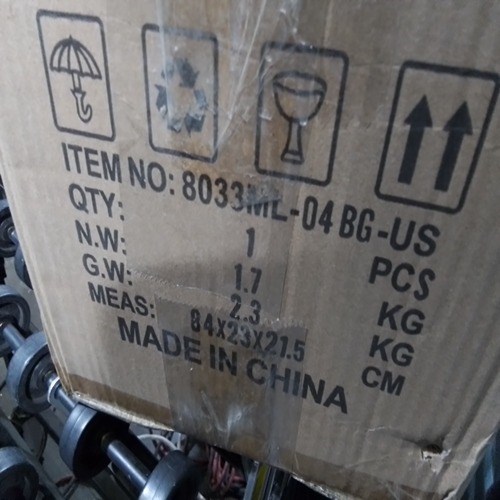 ITEM NO: 8033ML-04 BG-US
QTY: 1 PCS
N.W: 1.7 KG
G.W: 2.3 KG
MEAS: 84X23X21.5 CM
MADE IN CHINA